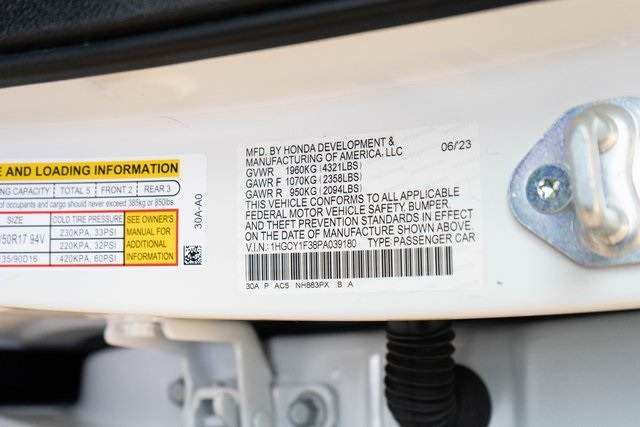 E AND LOADING INFORMATION
NG CAPACITY TOTAL 5 FRONT 2 REAR 3
of occupants and cargo should never exceed 385kg or 850lbs.
SIZE COLD TIRE PRESSURE SEE OWNER'S MANUAL FOR ADDITIONAL INFORMATION
/50R17 94V 230KPA, 33PSI
220KPA, 32PSI
135/90D16 420KPA, 60PSI
30A-A0
MFD. BY HONDA DEVELOPMENT & 06/23
MANUFACTURING OF AMERICA, LLC
GVWR 1960KG (4321LBS)
GAWR F 1070KG (2358LBS)
GAWR R 950KG (2094LBS)
THIS VEHICLE CONFORMS TO ALL APPLICABLE
FEDERAL MOTOR VEHICLE SAFETY, BUMPER,
AND THEFT PREVENTION STANDARDS IN EFFECT
ON THE DATE OF MANUFACTURE SHOWN ABOVE.
V.I.N.: 1HGCY1F38PA039180 TYPE: PASSENGER CAR
30A P AC5 NH883PX B A